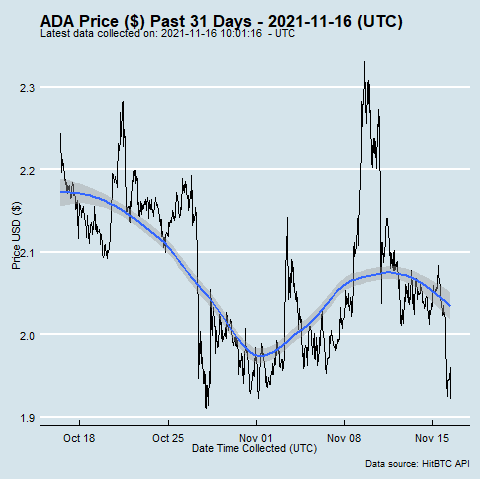 ADA Price ($) Past 31 Days - 2021-11-16 (UTC)
Latest data collected on: 2021-11-16 10:01:16 - UTC
Price USD ($)
2.3
2.2
2.1
2.0
1.9
Oct 18
Oct 25
Nov 01
Nov 08
Nov 15
Date Time Collected (UTC)
Data source: HitBTC API